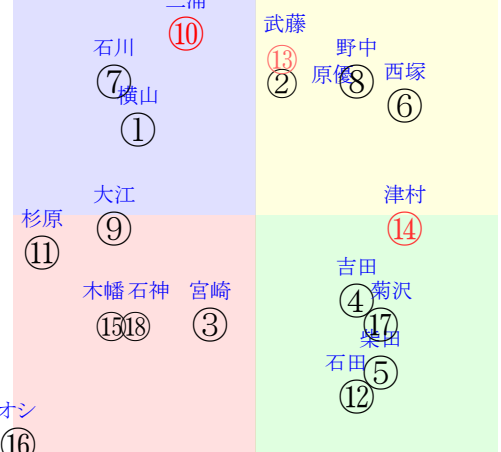 三浦
⑩
武藤
⑬
②
石川
⑦
野中
原優
⑧
西塚
⑥
横山
①
大江
⑨
津村
⑭
杉原
⑪
吉田
④
木幡
⑮
石神
⑱
宮崎
③
菊沢
⑰
柴田
⑤
石田
⑫
オシ
⑯